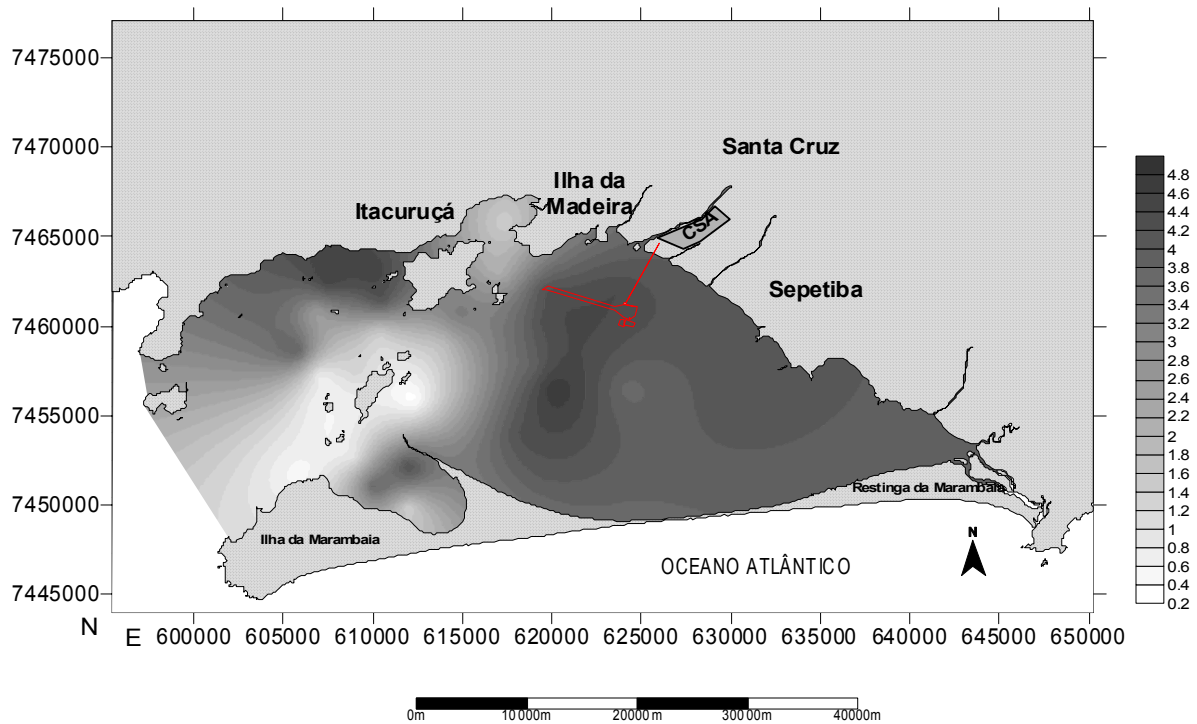 7475000
7470000
7465000
7460000
7455000
7450000
7445000
Santa Cruz
Ilha da
Madeira
Itacuruçá
CSA
Sepetiba
Restinga da Marambaia
Ilha da Marambaia
N
OCEANO ATLÂNTICO
N
E
600000 605000 610000 615000 620000 625000 630000 635000 640000 645000 650000
4.8
4.6
4.4
4.2
4
3.8
3.6
3.4
3.2
3
2.8
2.6
2.4
2.2
2
1.8
1.6
1.4
1.2
1
0.8
0.6
0.4
0.2
0m 10000m 20000m 30000m 40000m